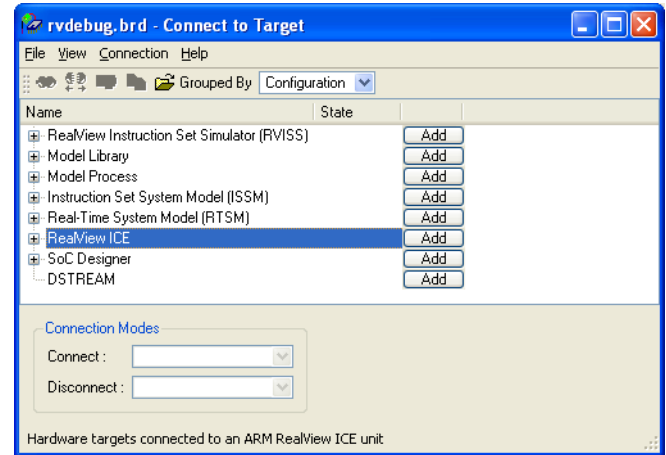 rvdebug.brd - Connect to Target
File View Connection Help
Grouped By Configuration
Name State
RealView Instruction Set Simulator (RVISS) Add
Model Library Add
Model Process Add
Instruction Set System Model (ISSM) Add
Real-Time System Model (RTSM) Add
RealView ICE Add
SoC Designer Add
DSTREAM Add
Connection Modes
Connect :
Disconnect :
Hardware targets connected to an ARM RealView ICE unit